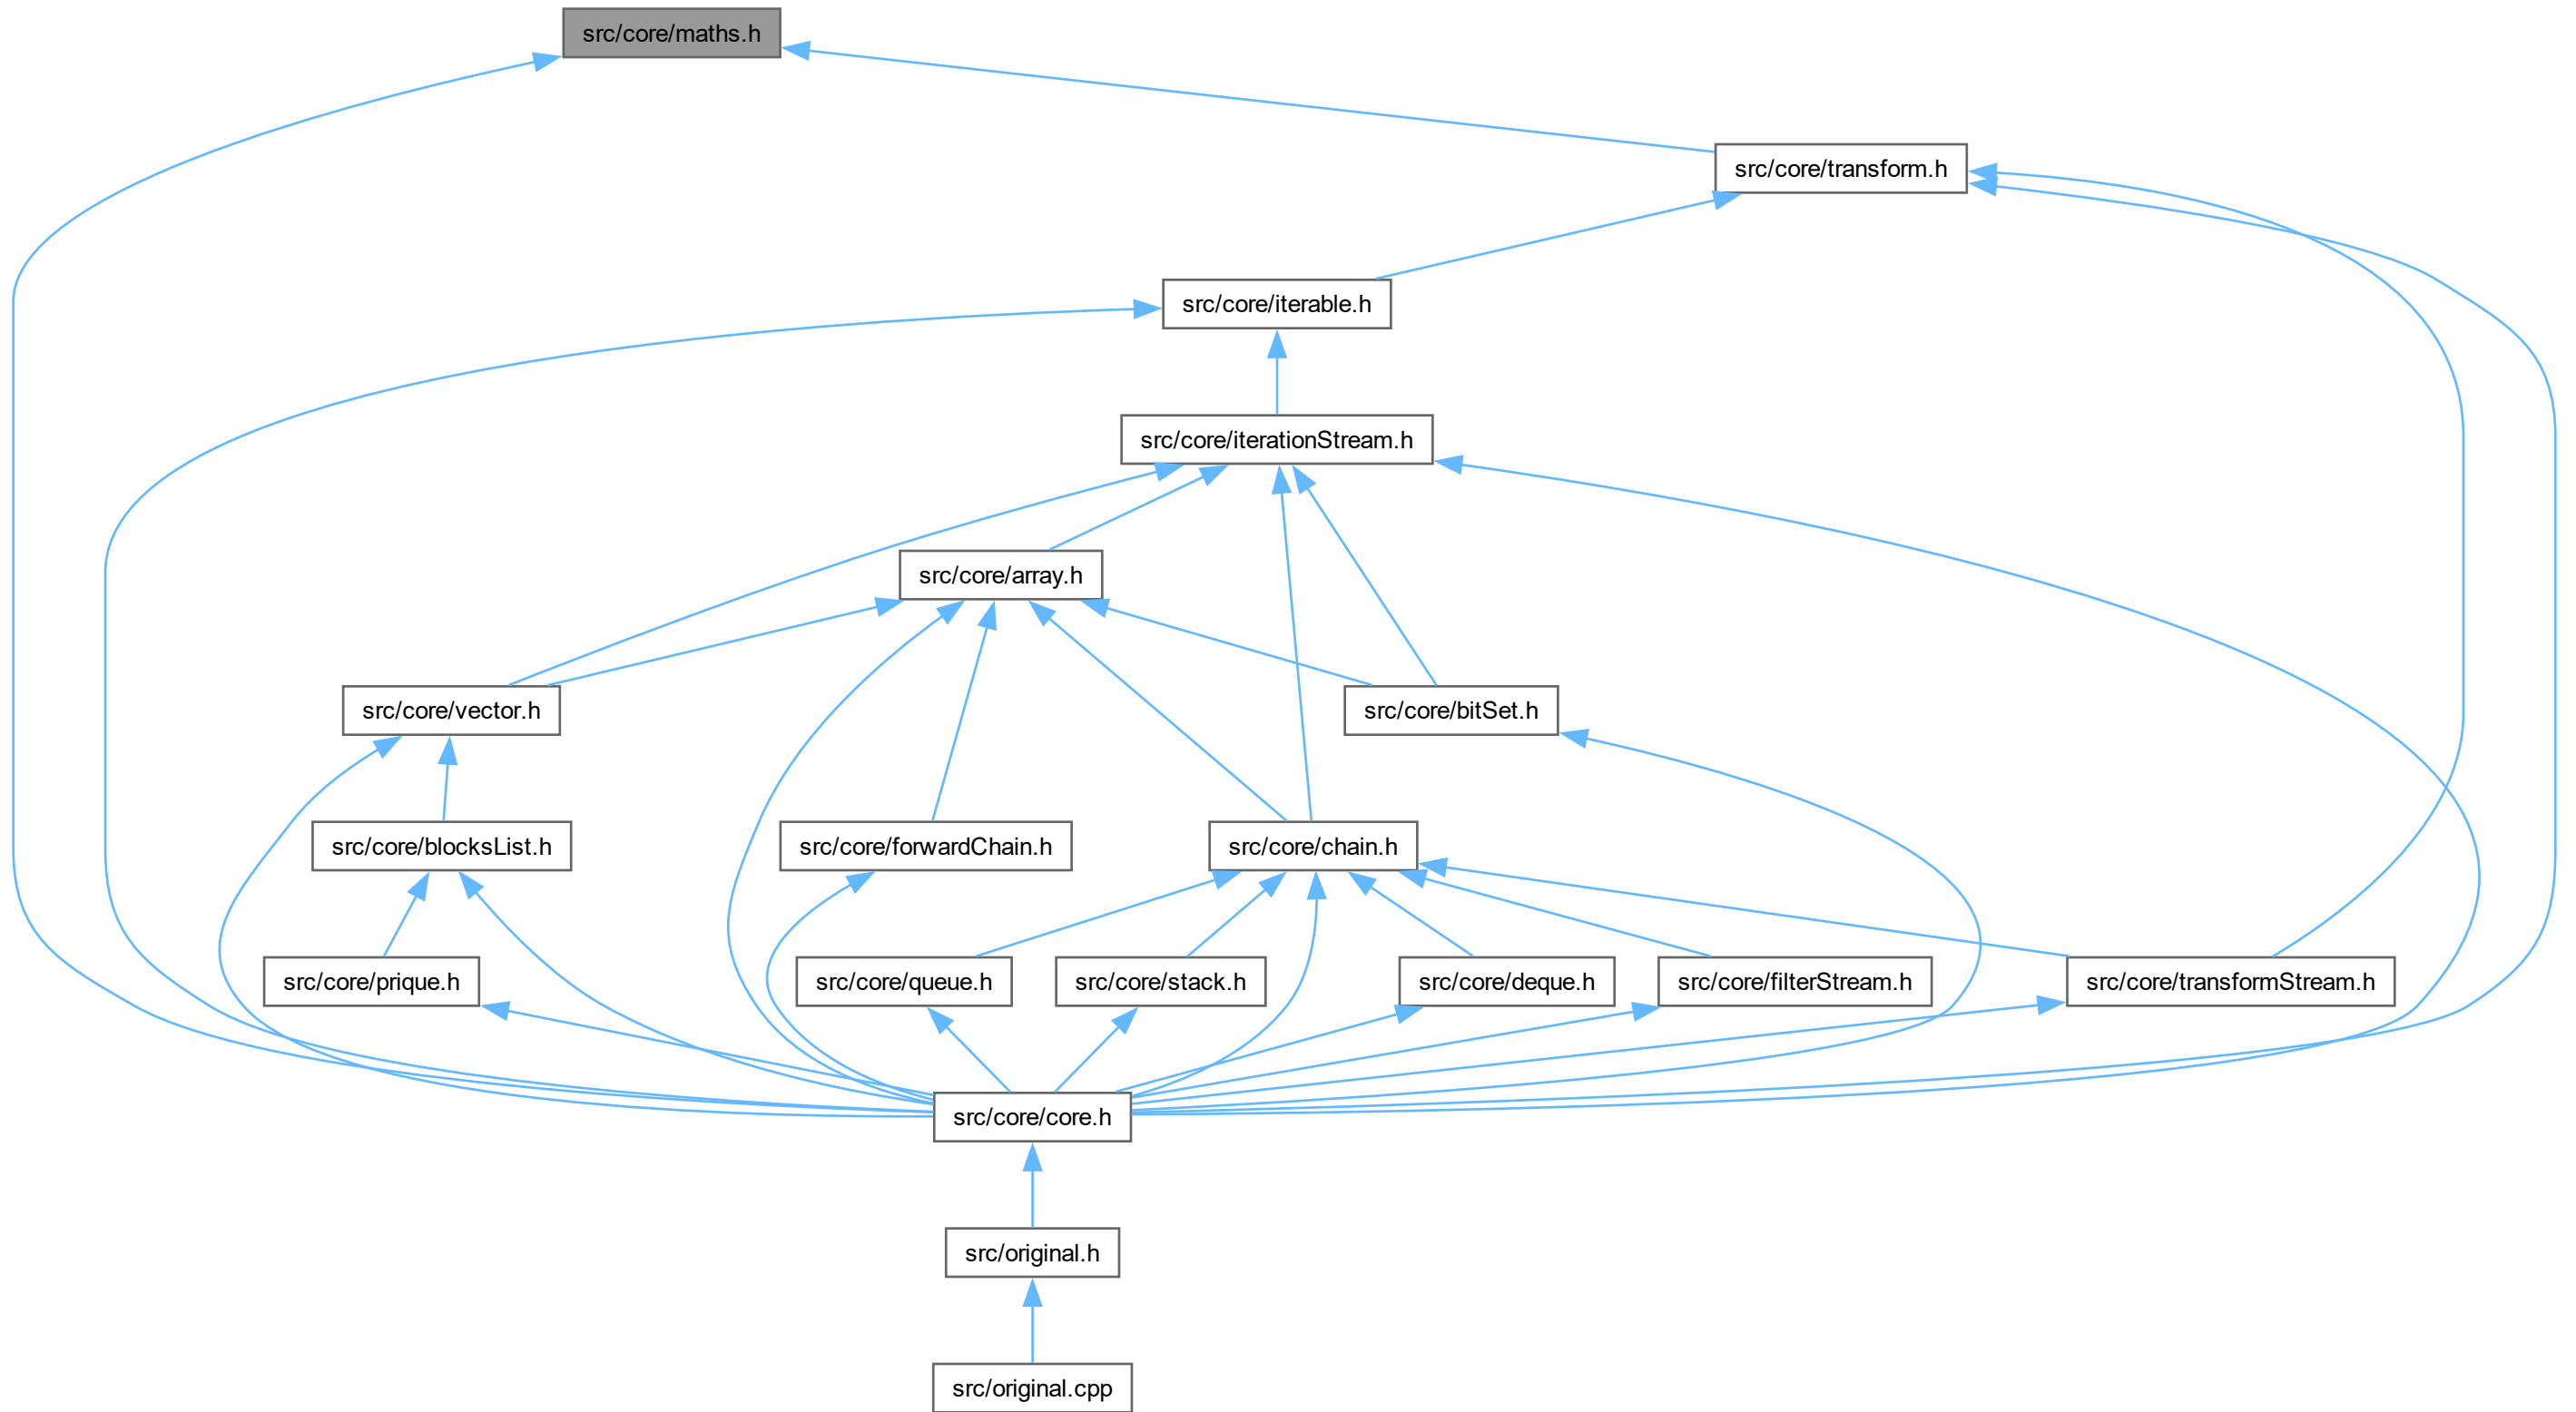 src/core/maths.h
src/core/transform.h
src/core/iterable.h
src/core/iterationStream.h
src/core/array.h
src/core/vector.h
src/core/bitSet.h
src/core/blocksList.h
src/core/forwardChain.h
src/core/chain.h
src/core/prique.h
src/core/queue.h
src/core/stack.h
src/core/deque.h
src/core/filterStream.h
src/core/transformStream.h
src/core/core.h
src/original.h
src/original.cpp